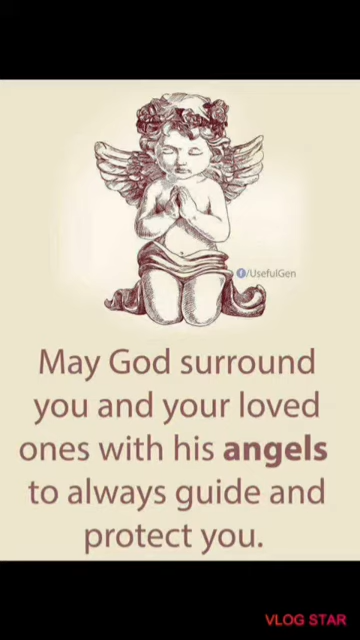 /UsefulGen
May God surround
you and your loved
ones with his angels
to always guide and
protect you.
VLOG STAR